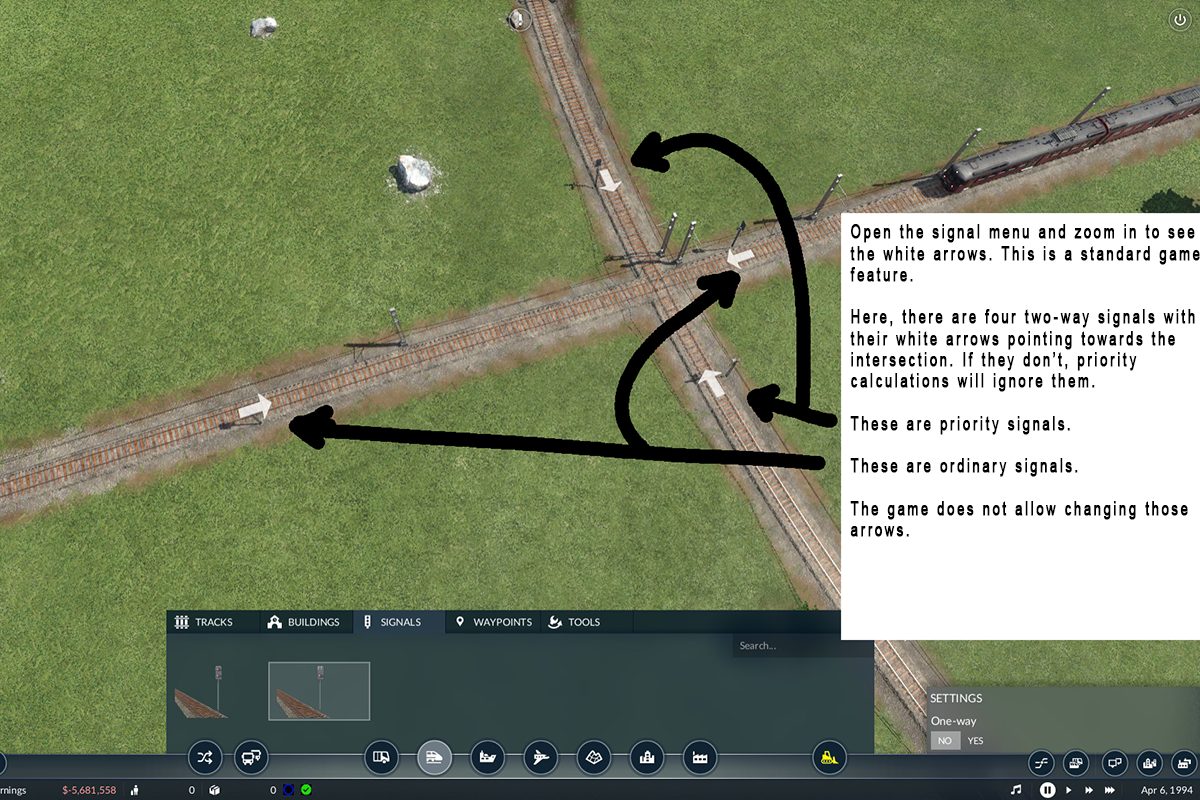 Open the signal menu and zoom in to see
the white arrows. This is a standard game
feature.
Here, there are four two-way signals with
their white arrows pointing towards the
intersection. If they don't, priority
calculations will ignore them.
These are priority signals.
These are ordinary signals.
The game does not allow changing those
arrows.
TRACKS BUILDINGS SIGNALS WAYPOINTS TOOLS
Search...
SETTINGS
One-way
NO YES
rnings $-5,681,558 0 0 Apr 6, 1994